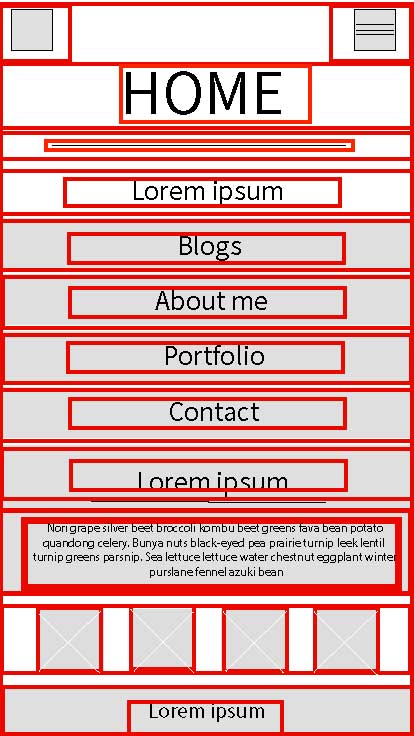 HOME
Lorem ipsum
Blogs
About me
Portfolio
Contact
Lorem ipsum
Nori grape silver beet broccoli kombu beet greens fava bean potato
quandong celery. Bunya nuts black-eyed pea prairie turnip leek lentil
turnip greens parsnip. Sea lettuce lettuce water chestnut eggplant winter
purslane fennel azuki bean
Lorem ipsum